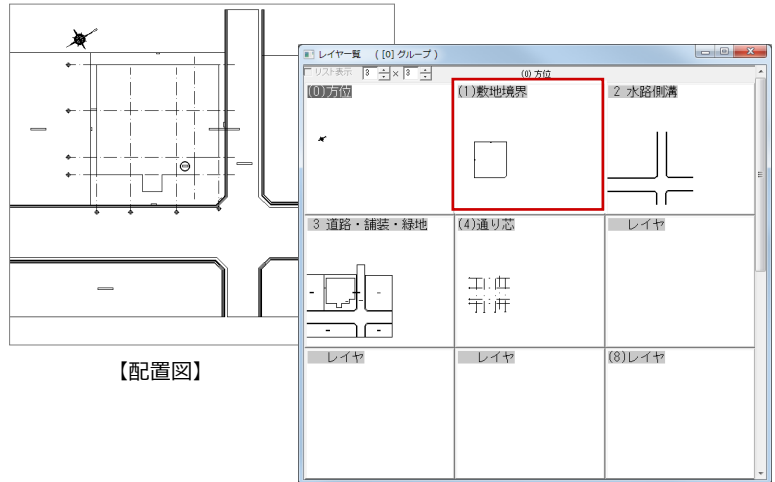 レイヤ一覧 ( [0] グループ )
リスト表示 3 × 3 (0) 方位
(0)方位
(1)敷地境界
2 水路側溝
3 道路・舗装・緑地
(4)通り芯
レイヤ
レイヤ
レイヤ
(8)レイヤ
【配置図】